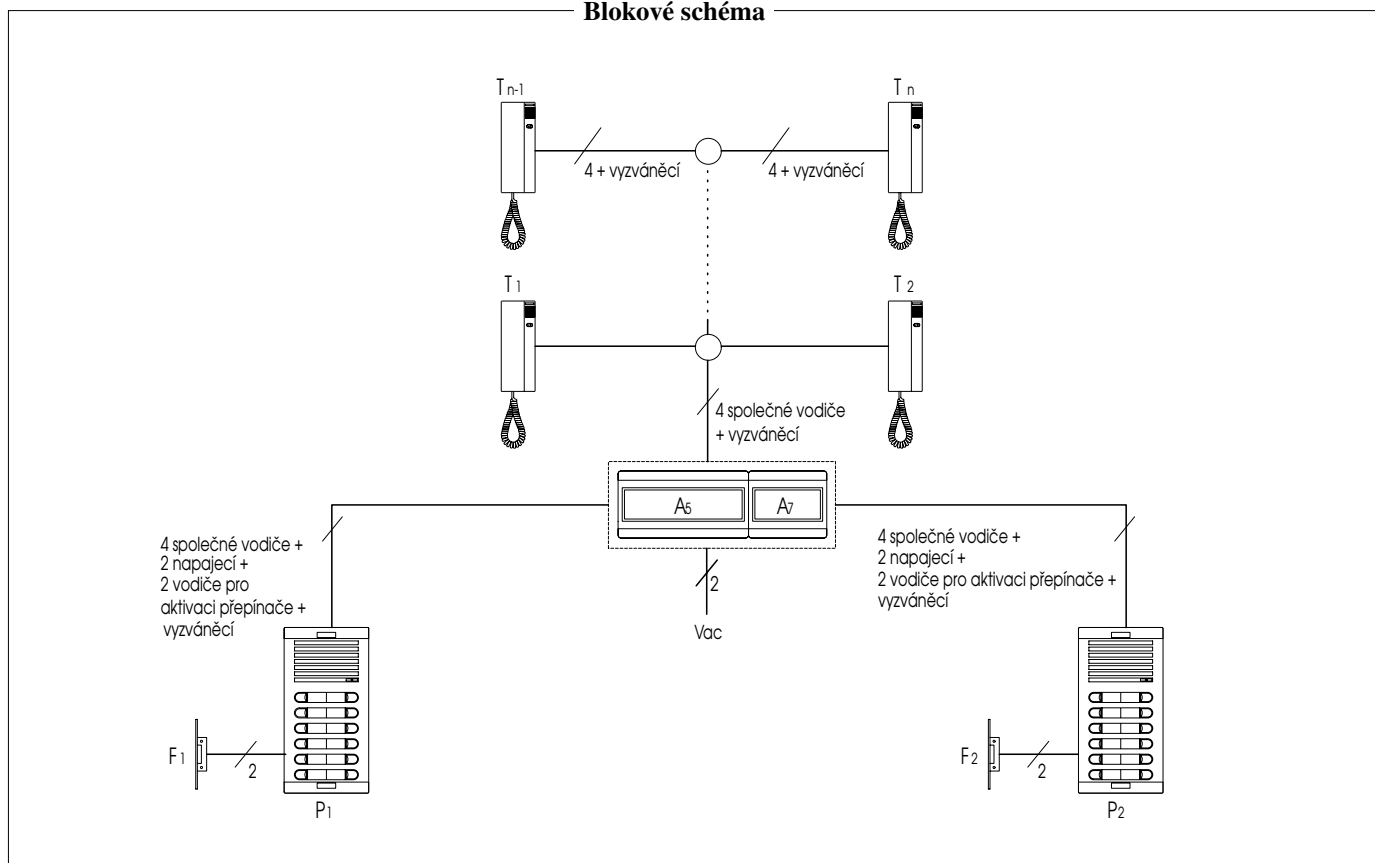 Blokové schéma
T n-1
T n
4 + vyzváněcí
4 + vyzváněcí
T 1
T 2
4 společné vodiče
+ vyzváněcí
A5
A7
4 společné vodiče +
2 napajecí +
2 vodiče pro
aktivaci přepínače +
vyzváněcí
2
Vac
4 společné vodiče +
2 napajecí +
2 vodiče pro aktivaci přepínače +
vyzváněcí
F1
2
P1
F2
2
P2